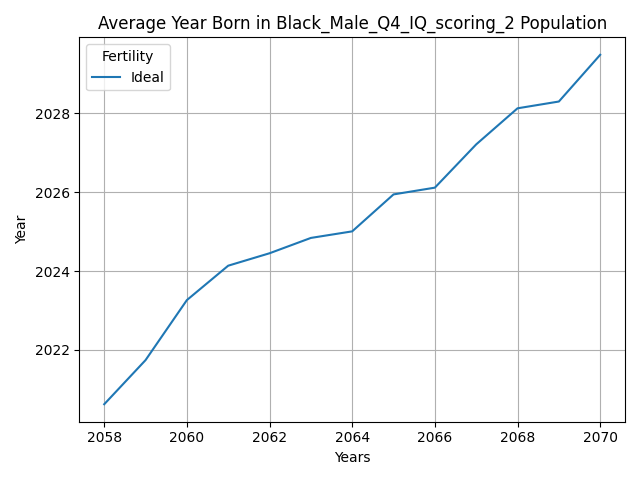 Average Year Born in Black_Male_Q4_IQ_scoring_2 Population
Fertility
Ideal
2028
2026
2024
2022
Year
2058 2060 2062 2064 2066 2068 2070
Years